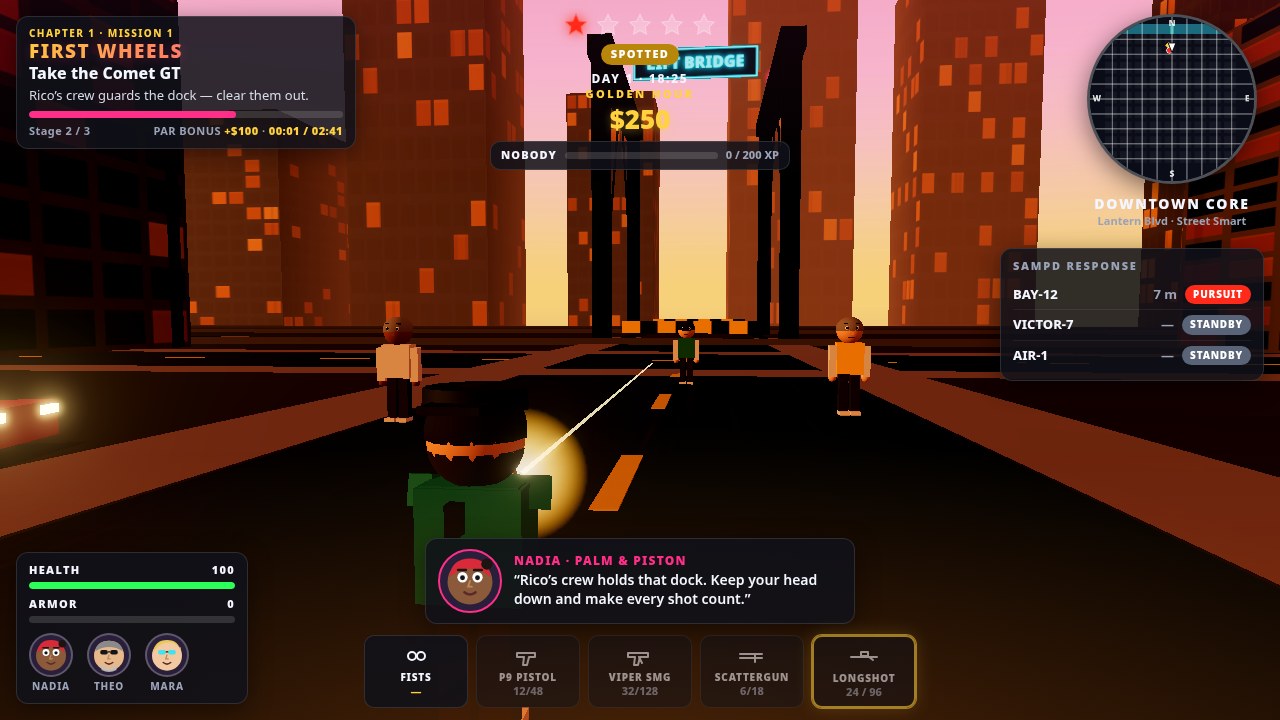 CHAPTER 1 · MISSION 1
FIRST WHEELS
Take the Comet GT
Rico's crew guards the dock — clear them out.
Stage 2 / 3
PAR BONUS +$100 · 00:01 / 02:41
SPOTTED
BRIDGE
DAY · 18:25
GOLDEN HOUR
$250
NOBODY
0 / 200 XP
N
W
E
S
DOWNTOWN CORE
Lantern Blvd · Street Smart
SAMPD RESPONSE
BAY-12 7 m PURSUIT
VICTOR-7 — STANDBY
AIR-1 — STANDBY
HEALTH 100
ARMOR 0
NADIA THEO MARA
NADIA · PALM & PISTON
“Rico's crew holds that dock. Keep your head
down and make every shot count.”
FISTS
—
P9 PISTOL
12/48
VIPER SMG
32/128
SCATTERGUN
6/18
LONGSHOT
24 / 96